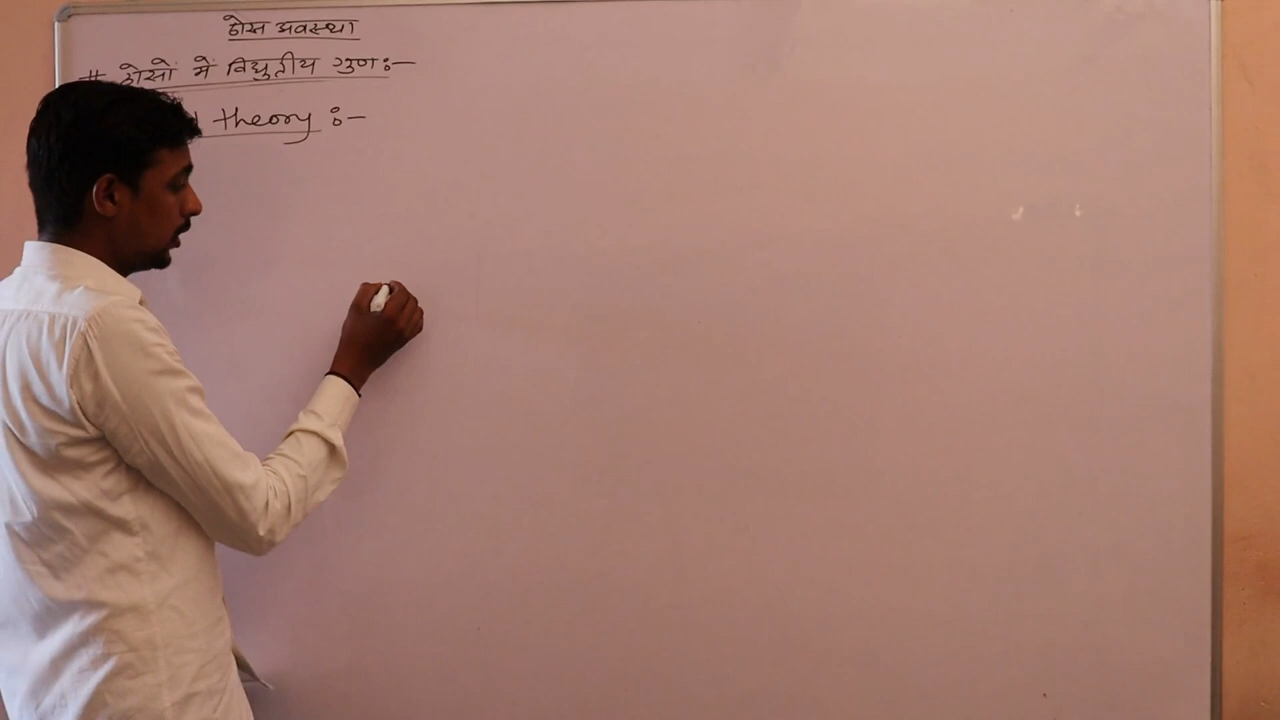 ठोस अवस्था
# ठोसों में विद्युतीय गुण :-
theory :-